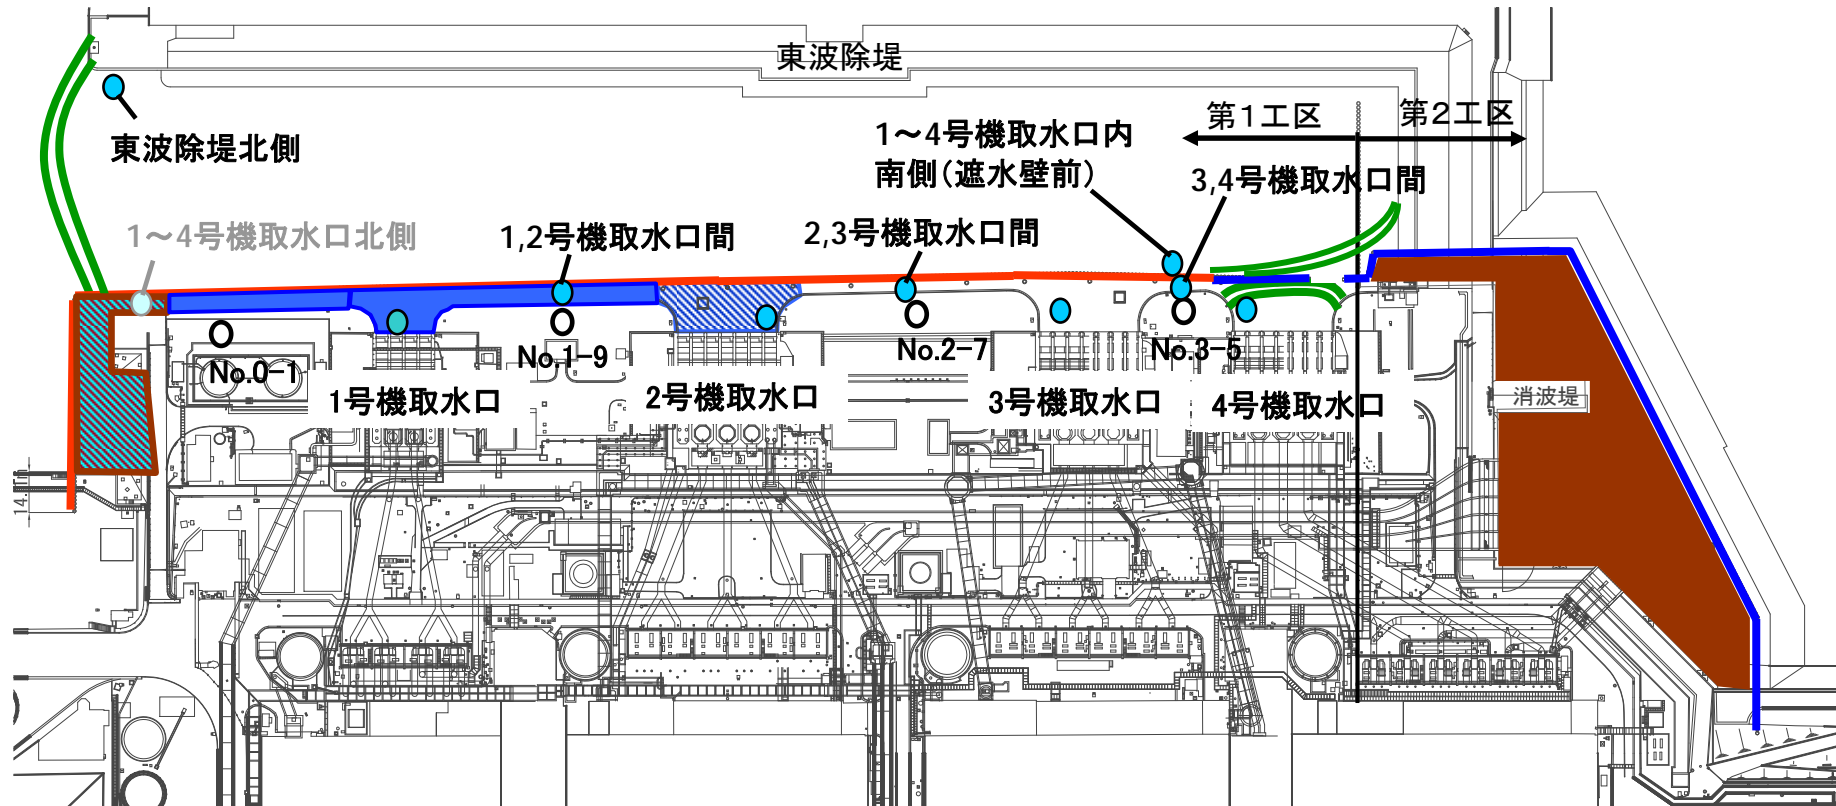 東波除堤
第1工区
第2工区
東波除堤北側
1～4号機取水口内
南側（遮水壁前）
3,4号機取水口間
1～4号機取水口北側
1,2号機取水口間
2,3号機取水口間
No.0-1
No.1-9
No.2-7
No.3-5
1号機取水口
2号機取水口
3号機取水口
4号機取水口
消波堤